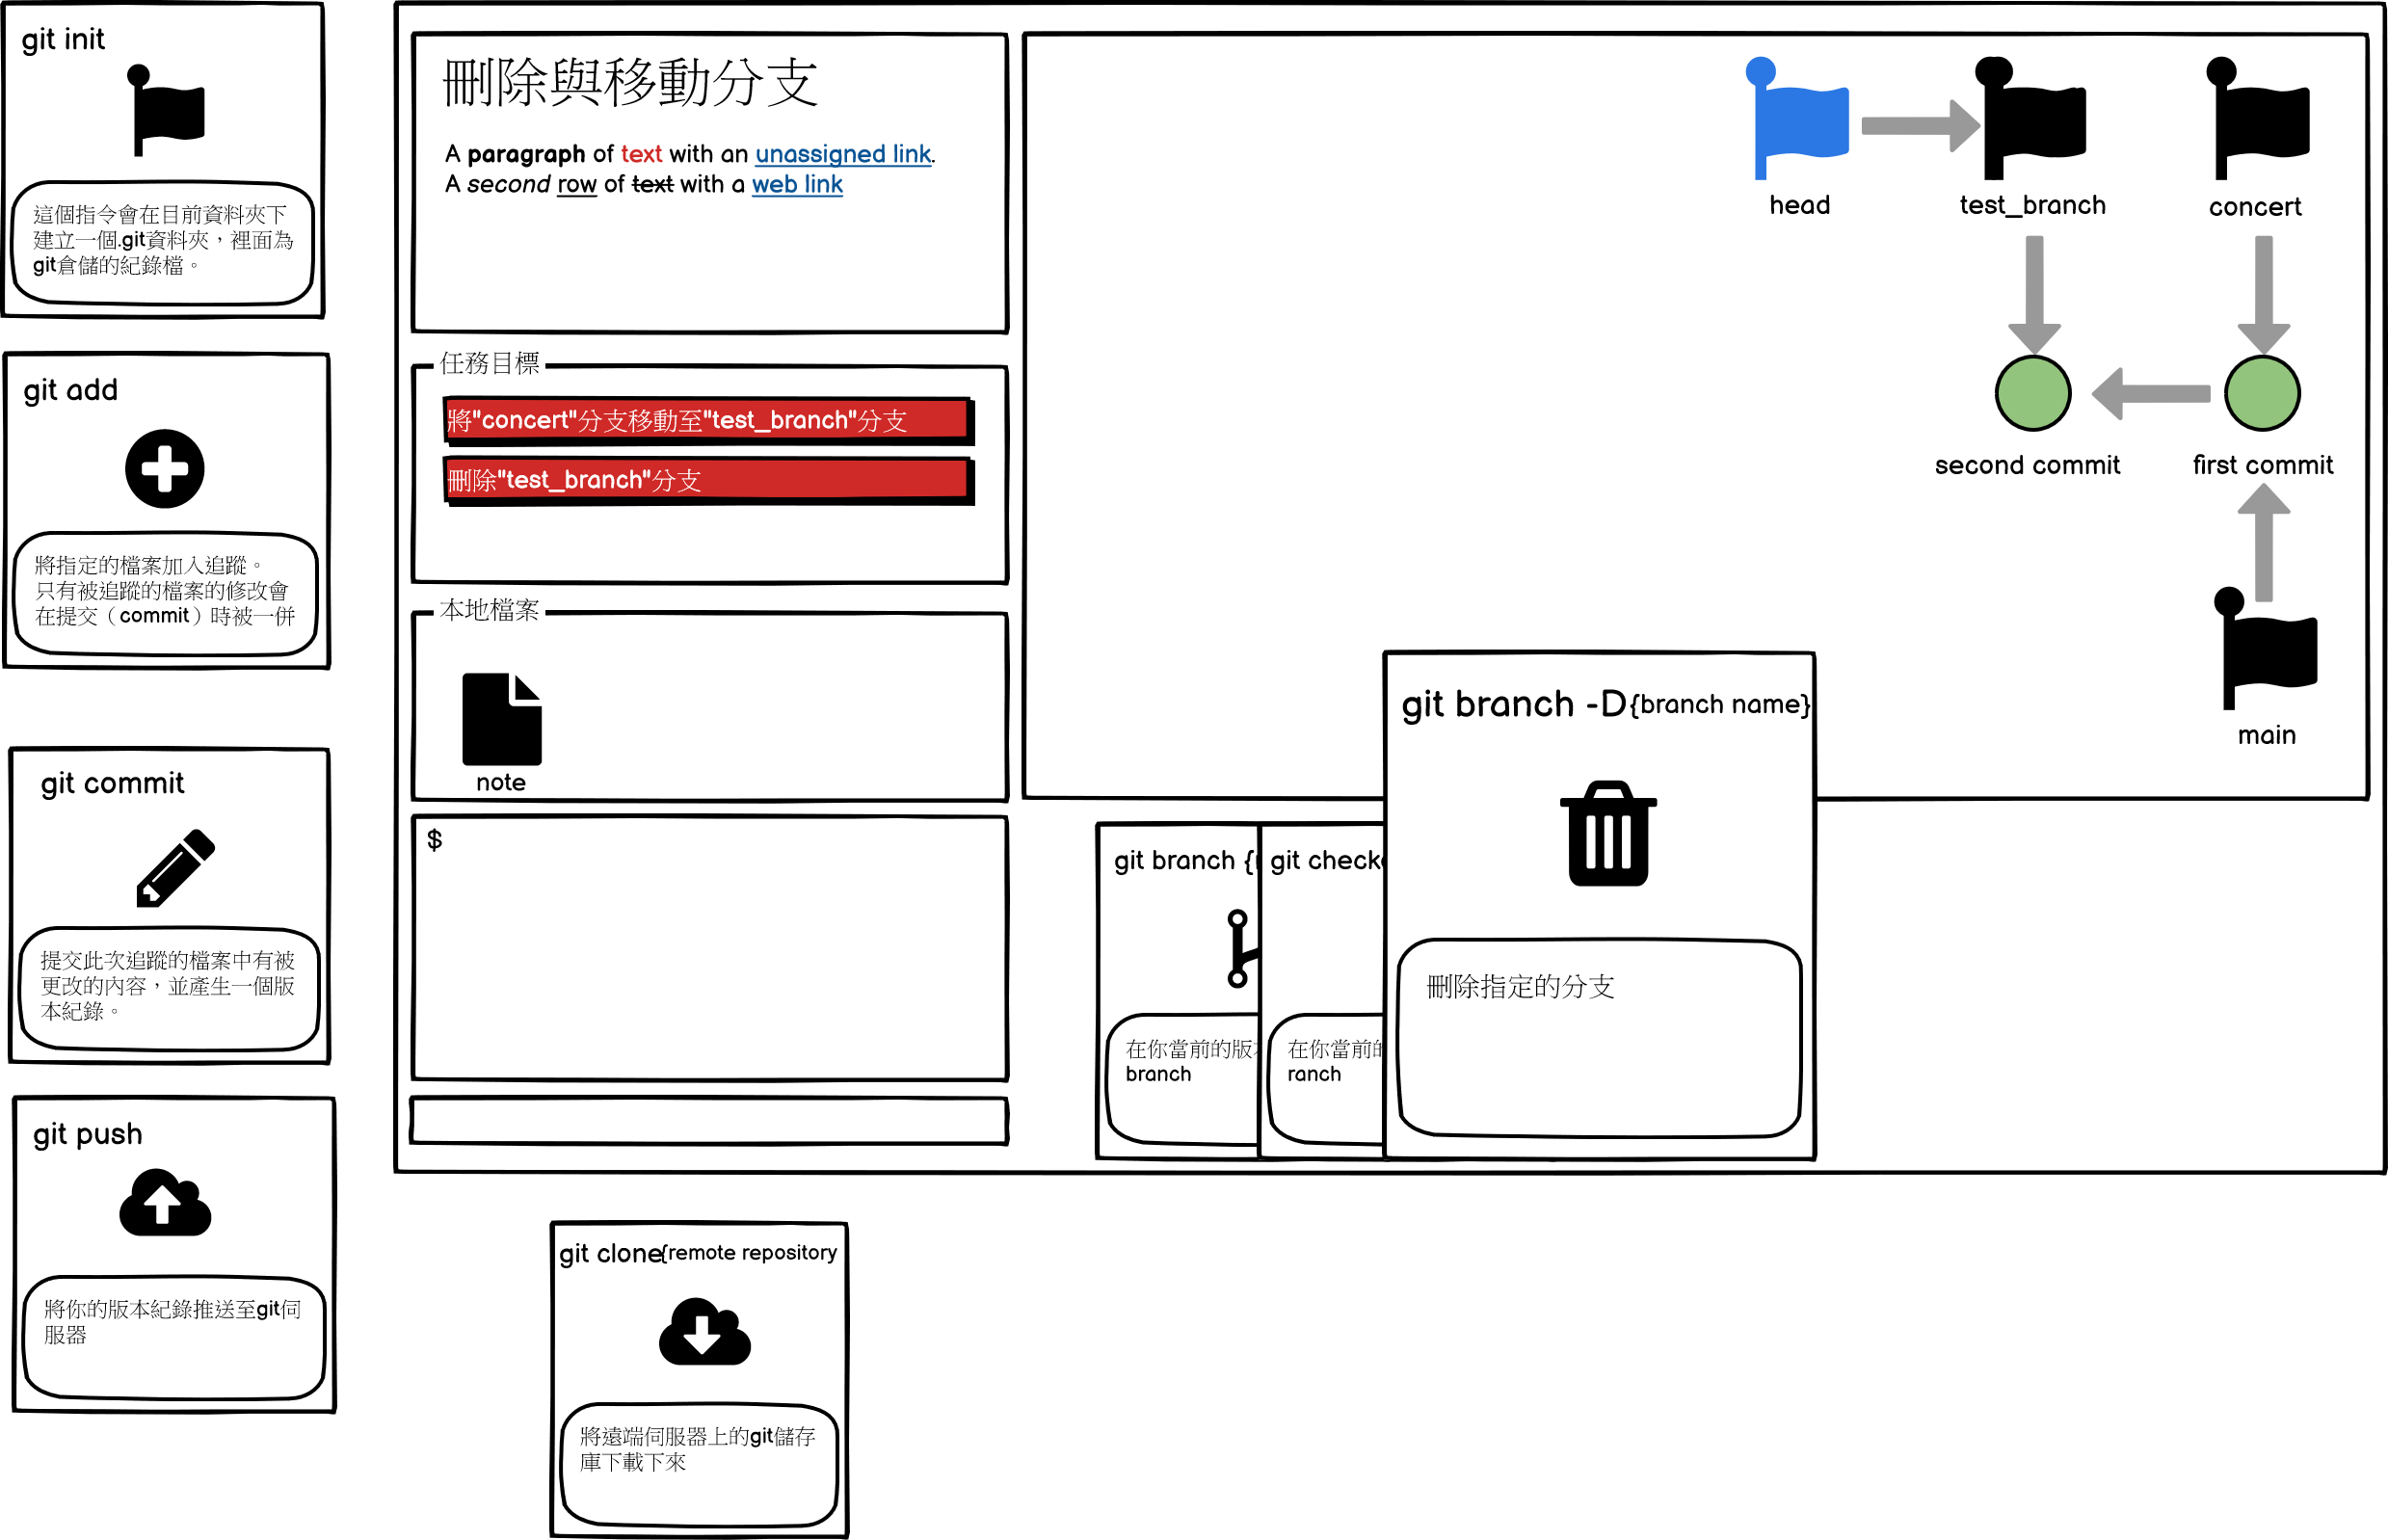 git init
這個指令會在目前資料夾下
建立一個.git資料夾，裡面為
git倉儲的紀錄檔。
git add
將指定的檔案加入追蹤。
只有被追蹤的檔案的修改會
在提交（commit）時被一併
git commit
提交此次追蹤的檔案中有被
更改的內容，並產生一個版
本紀錄。
git push
將你的版本紀錄推送至git伺
服器
刪除與移動分支
A paragraph of text with an unassigned link.
A second row of text with a web link
任務目標
將"concert"分支移動至"test_branch"分支
刪除"test_branch"分支
本地檔案
note
$
head
test_branch
concert
second commit
first commit
main
git branch {
在你當前的版
branch
git check
在你當前的
ranch
git branch -D {branch name}
刪除指定的分支
git clone{remote repository
將遠端伺服器上的git儲存
庫下載下來